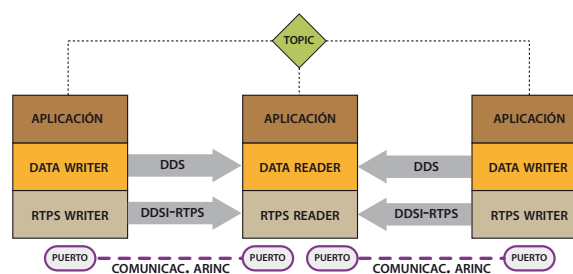 TOPIC
APLICACIÓN
APLICACIÓN
APLICACIÓN
DATA WRITER
DDS
DATA READER
DDS
DATA WRITER
RTPS WRITER
DDSI-RTPS
RTPS READER
DDSI-RTPS
RTPS WRITER
PUERTO
PUERTO
PUERTO
PUERTO
COMUNICAC. ARINC
COMUNICAC. ARINC